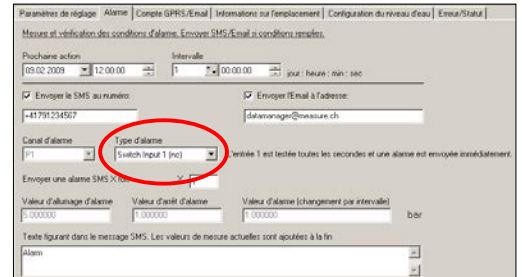 Paramètres de réglage Alarme Compte GPRS/Email Informations sur l'emplacement Configuration du niveau d'eau Erreur/Statut
Mesure et vérification des conditions d'alarme. Envoyer SMS/Email si conditions remplies.
Prochaine action Intervalle
09.02.2009 12:00:00 1 00:00:00 jour : heure : min : sec
Envoyer le SMS au numéro: Envoyer l'Email à l'adresse:
+41791234567 datamanager@measure.ch
Canal d'alarme Type d'alarme
P1 Switch Input 1 (nc) L'entrée 1 est testée toutes les secondes et une alarme est envoyée immédiatement.
Envoyer une alarme SMS X fois X
Valeur d'allumage d'alarme Valeur d'arrêt d'alarme Valeur d'alarme (changement par intervalle)
5.000000 1.000000 1.000000 bar
Texte figurant dans le message SMS. Les valeurs de mesure actuelles sont ajoutées à la fin
Alarm